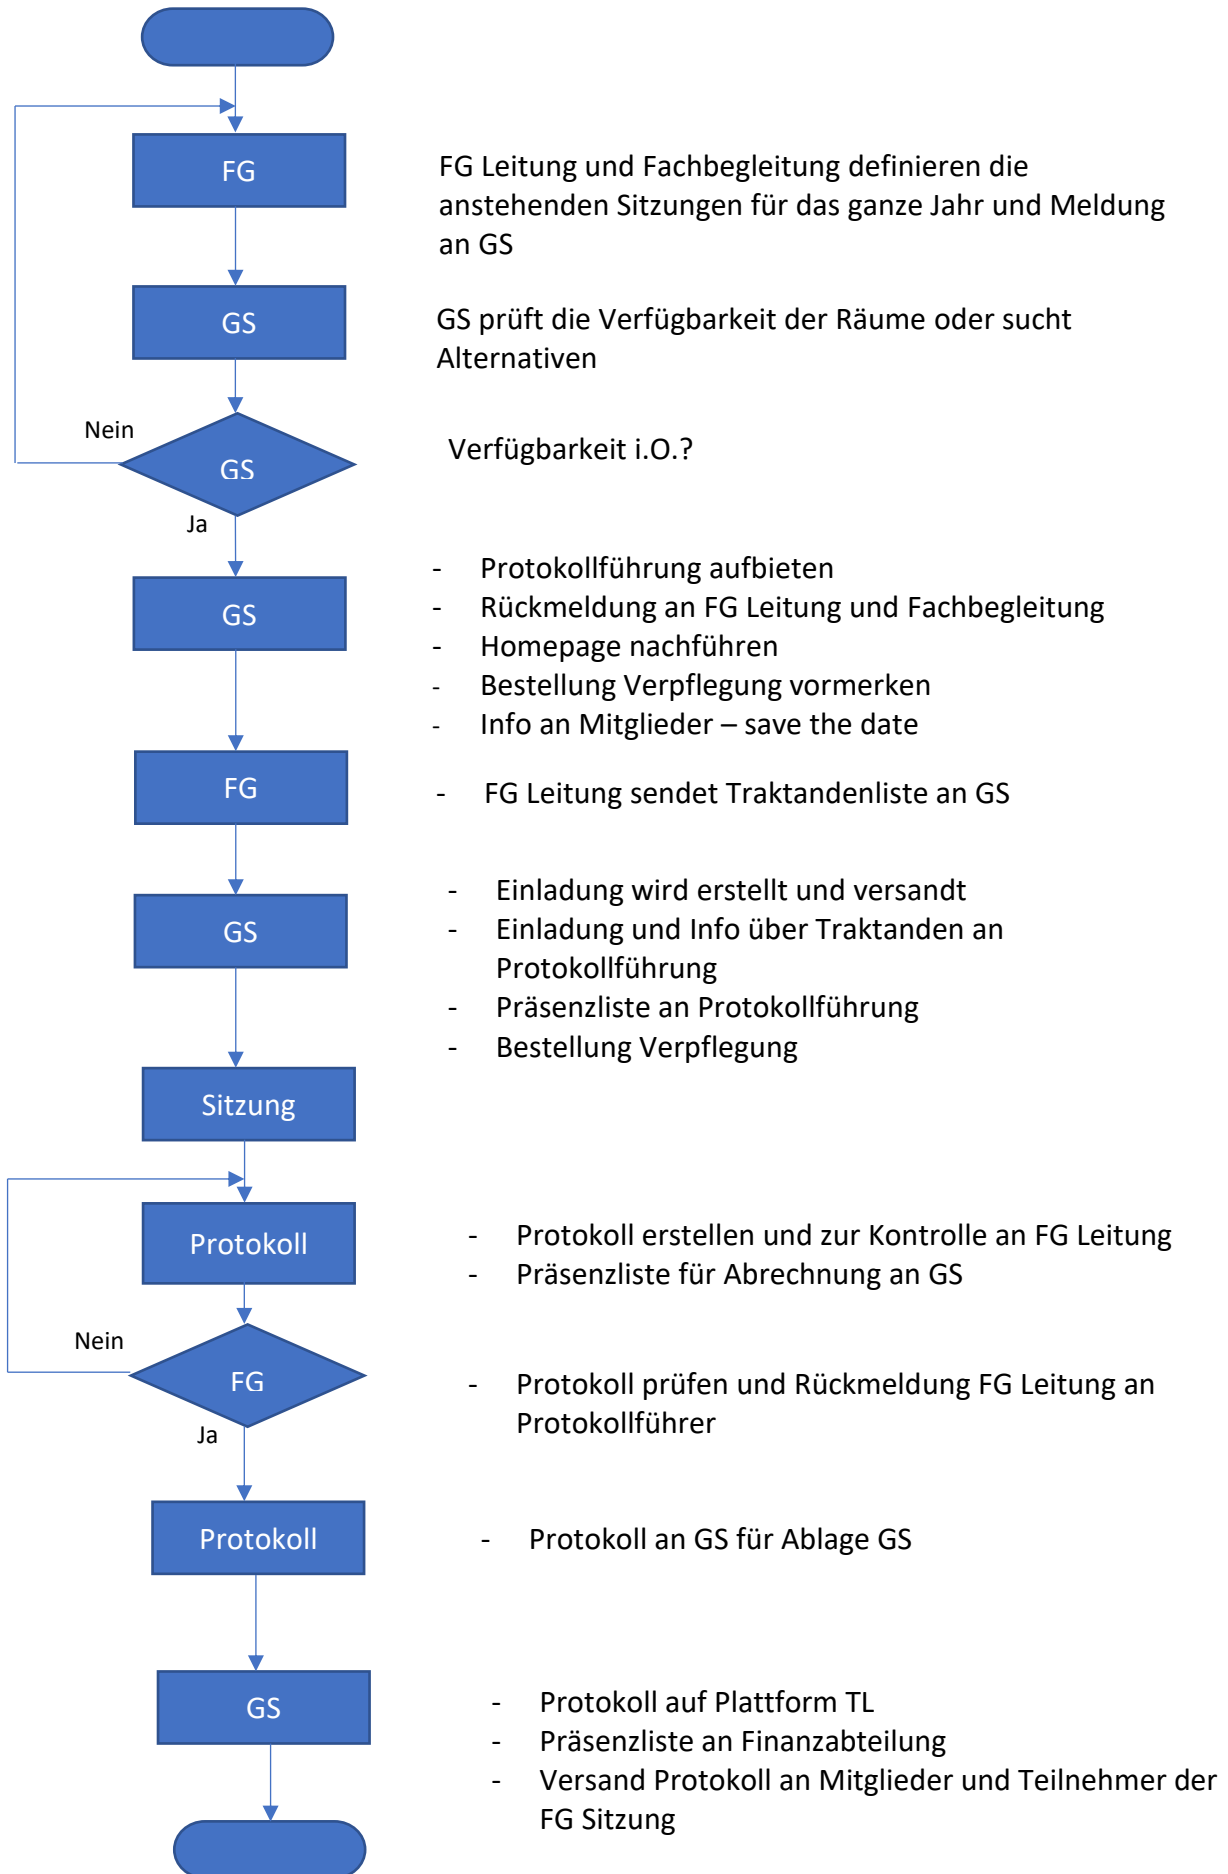 FG
FG Leitung und Fachbegleitung definieren die
anstehenden Sitzungen für das ganze Jahr und Meldung
an GS
GS
GS prüft die Verfügbarkeit der Räume oder sucht
Alternativen
Nein
GS
Verfügbarkeit i.O.?
Ja
GS
- Protokollführung aufbieten
- Rückmeldung an FG Leitung und Fachbegleitung
- Homepage nachführen
- Bestellung Verpflegung vormerken
- Info an Mitglieder – save the date
FG
- FG Leitung sendet Traktandenliste an GS
GS
- Einladung wird erstellt und versandt
- Einladung und Info über Traktanden an
Protokollführung
- Präsenzliste an Protokollführung
- Bestellung Verpflegung
Sitzung
Protokoll
- Protokoll erstellen und zur Kontrolle an FG Leitung
- Präsenzliste für Abrechnung an GS
Nein
FG
- Protokoll prüfen und Rückmeldung FG Leitung an
Protokollführer
Ja
Protokoll
- Protokoll an GS für Ablage GS
GS
- Protokoll auf Plattform TL
- Präsenzliste an Finanzabteilung
- Versand Protokoll an Mitglieder und Teilnehmer der
FG Sitzung